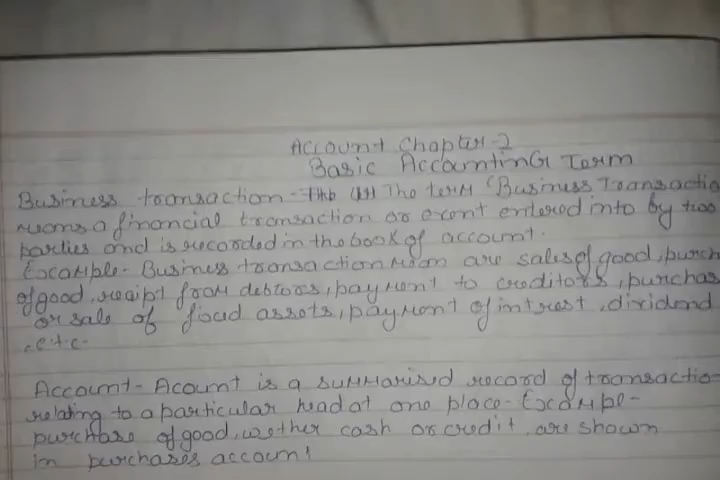 Account Chapter-2
Basic Accounting Term
Business transaction - The term "Business Transactio
means a financial transaction or event entered into by two
parties and is recorded in the book of account.
Example - Business transaction are sales of good, purch
of good, reaipt from debtors, payment to creditors, purchas
or sale of fixed assets, payment of intrest, dividend
, e.t.c.
Account - Acount is a summarised record of transactio
relating to a particular head at one place - Exampe -
purchase of good, wether cash or credit, are shown
in purchases account